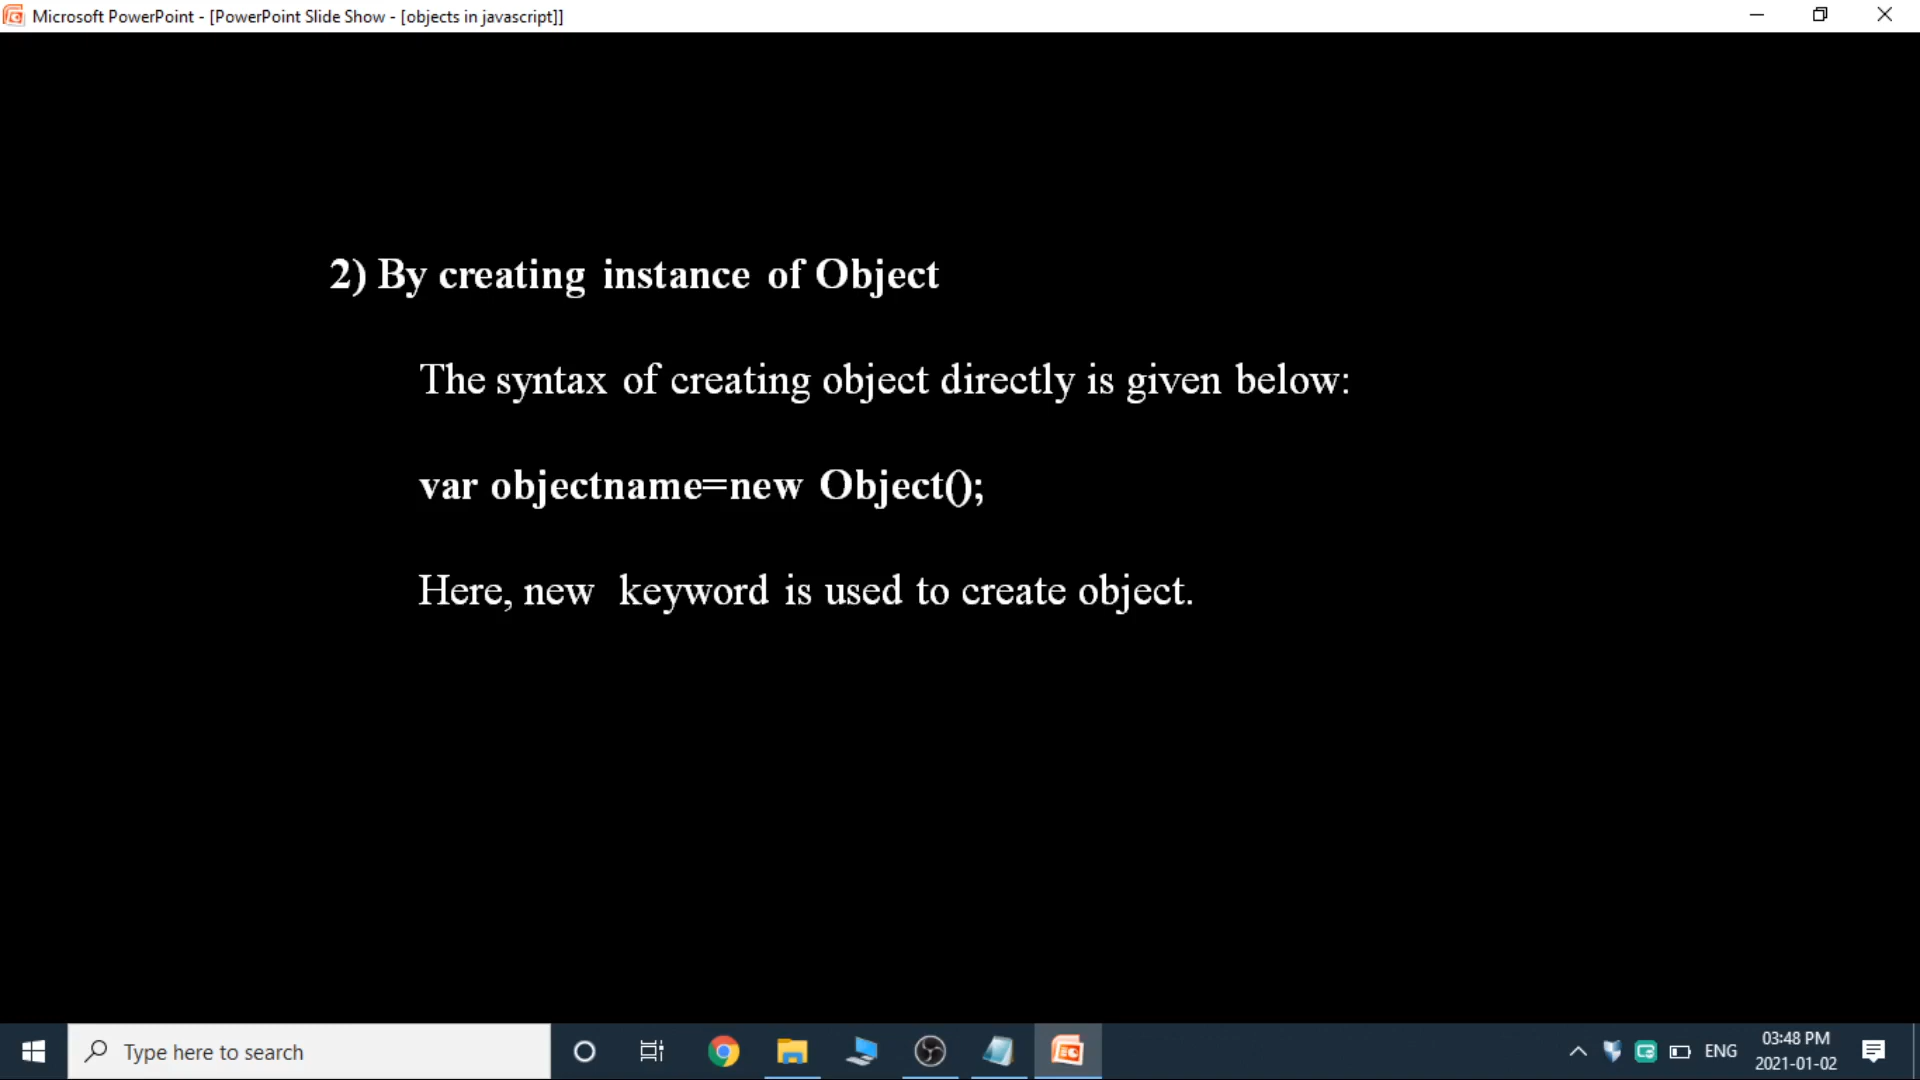 Microsoft PowerPoint - [PowerPoint Slide Show - [objects in javascript]]
2) By creating instance of Object
The syntax of creating object directly is given below:
var objectname=new Object();
Here, new keyword is used to create object.
Type here to search
ENG
03:48 PM
2021-01-02